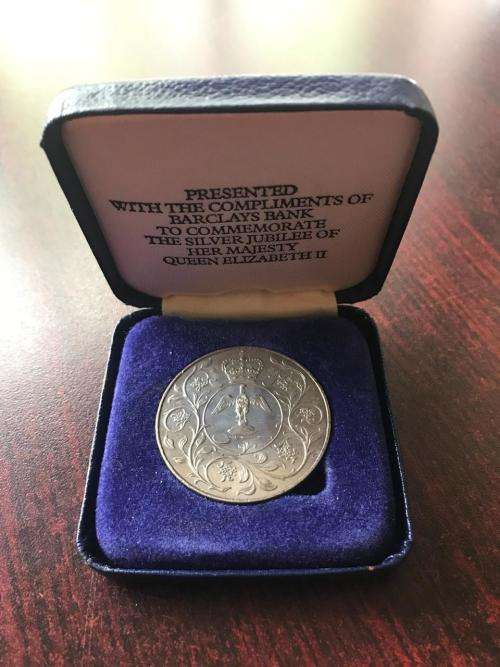 PRESENTED
WITH THE COMPLIMENTS OF
BARCLAYS BANK
TO COMMEMORATE
THE SILVER JUBILEE OF
HER MAJESTY
QUEEN ELIZABETH II